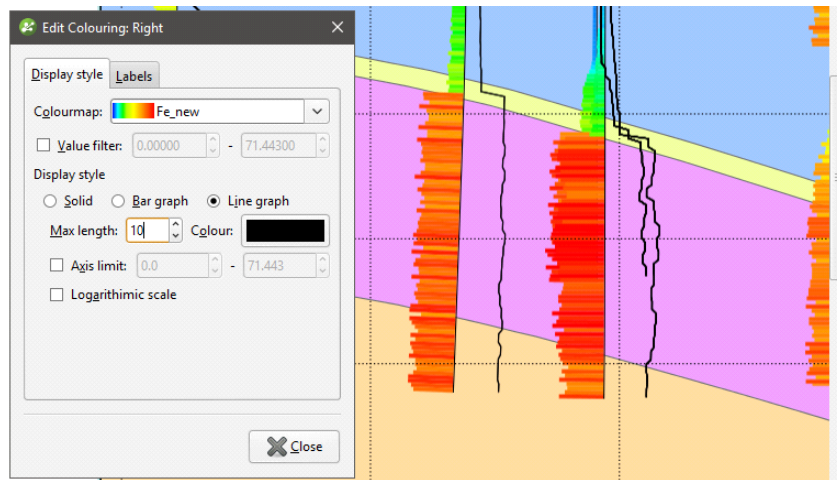 Edit Colouring: Right
Display style Labels
Colourmap: Fe_new
Value filter: 0.00000 - 71.44300
Display style
Solid Bar graph Line graph
Max length: 10 Colour:
Axis limit: 0.0 - 71.443
Logarithimic scale
Close